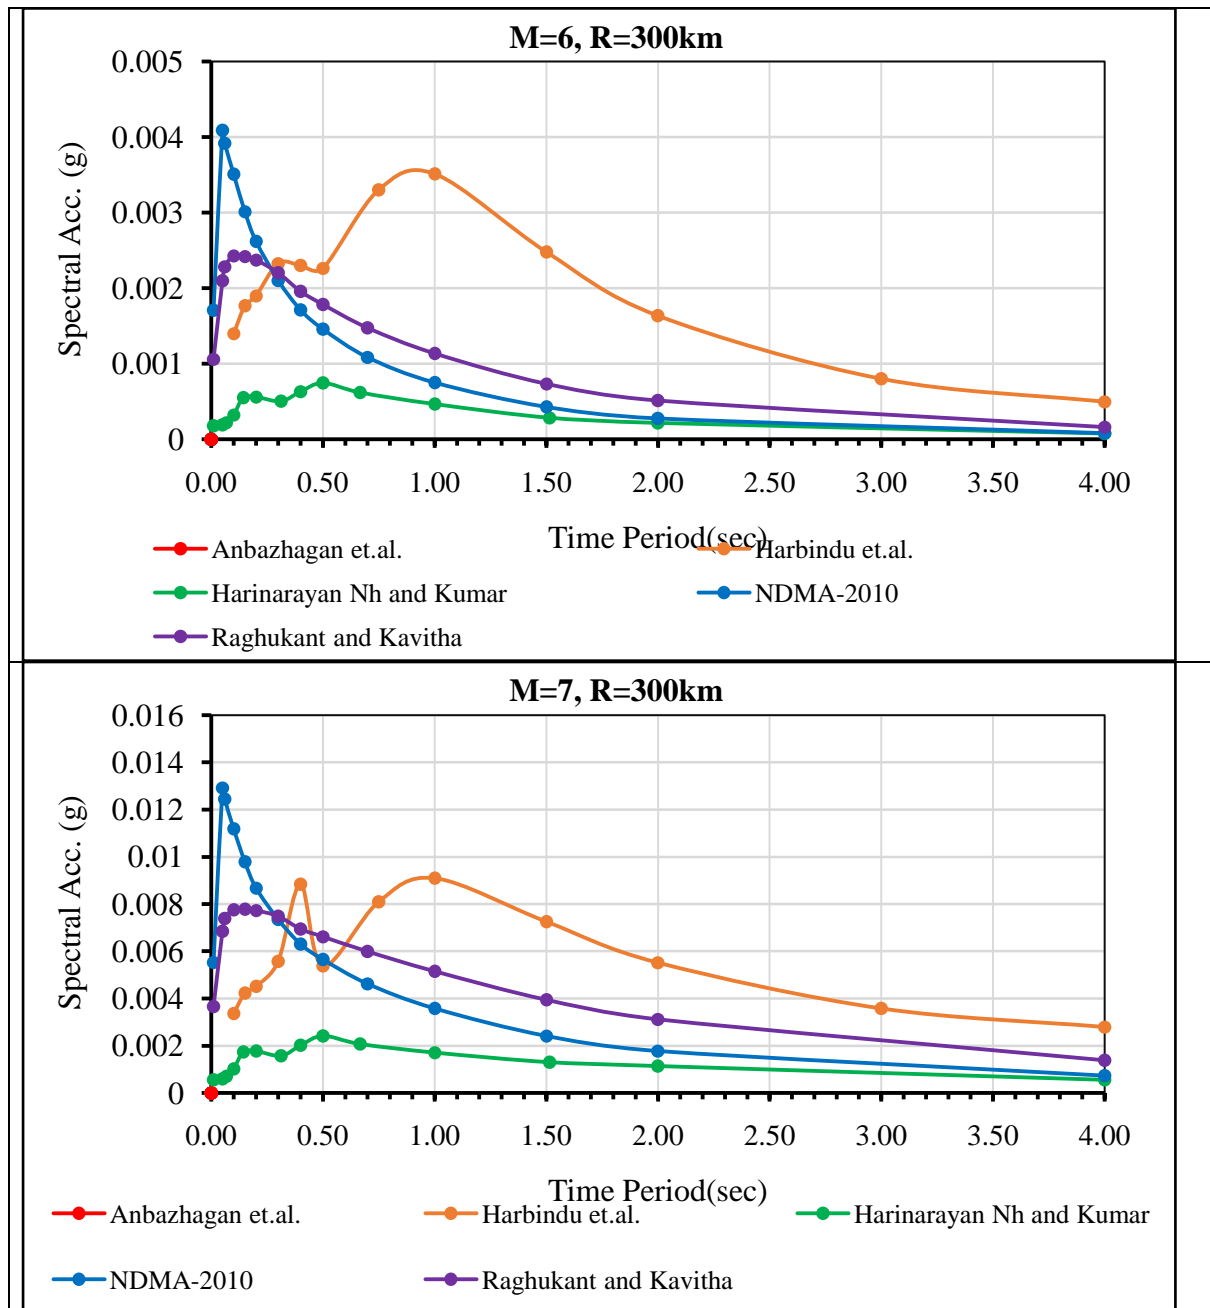 M=6, R=300km
0.005
0.004
0.003
0.002
0.001
0
Spectral Acc. (g)
0.00 0.50 1.00 1.50 2.00 2.50 3.00 3.50 4.00
Time Period(sec)
Anbazhagan et.al. Harbindu et.al.
Harinarayan Nh and Kumar NDMA-2010
Raghukant and Kavitha
M=7, R=300km
0.016
0.014
0.012
0.01
0.008
0.006
0.004
0.002
0
Spectral Acc. (g)
0.00 0.50 1.00 1.50 2.00 2.50 3.00 3.50 4.00
Time Period(sec)
Anbazhagan et.al. Harbindu et.al. Harinarayan Nh and Kumar
NDMA-2010 Raghukant and Kavitha